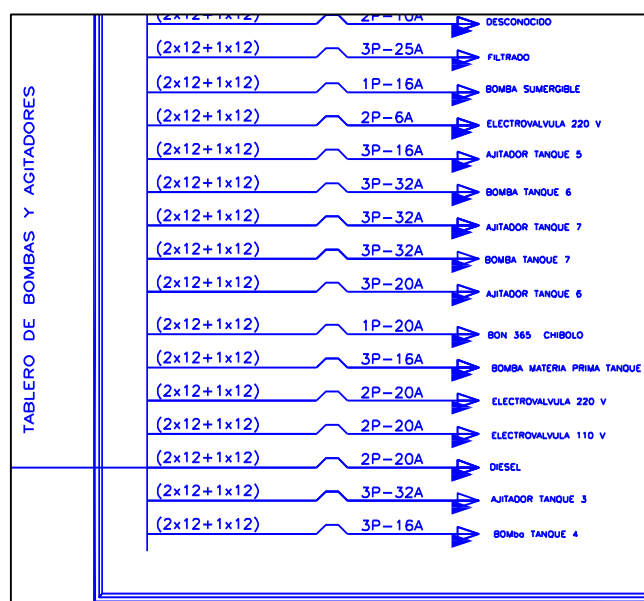 TABLERO DE BOMBAS Y AGITADORES
2P-10A DESCONOCIDO
(2x12+1x12) 3P-25A FILTRADO
(2x12+1x12) 1P-16A BOMBA SUMERGIBLE
(2x12+1x12) 2P-6A ELECTROVALVULA 220 V
(2x12+1x12) 3P-16A AJITADOR TANQUE 5
(2x12+1x12) 3P-32A BOMBA TANQUE 6
(2x12+1x12) 3P-32A AJITADOR TANQUE 7
(2x12+1x12) 3P-32A BOMBA TANQUE 7
(2x12+1x12) 3P-20A AJITADOR TANQUE 6
(2x12+1x12) 1P-20A BON 365 CHIBOLO
(2x12+1x12) 3P-16A BOMBA MATERIA PRIMA TANQUE
(2x12+1x12) 2P-20A ELECTROVALVULA 220 V
(2x12+1x12) 2P-20A ELECTROVALVULA 110 V
(2x12+1x12) 2P-20A DIESEL
(2x12+1x12) 3P-32A AJITADOR TANQUE 3
(2x12+1x12) 3P-16A BOMba TANQUE 4